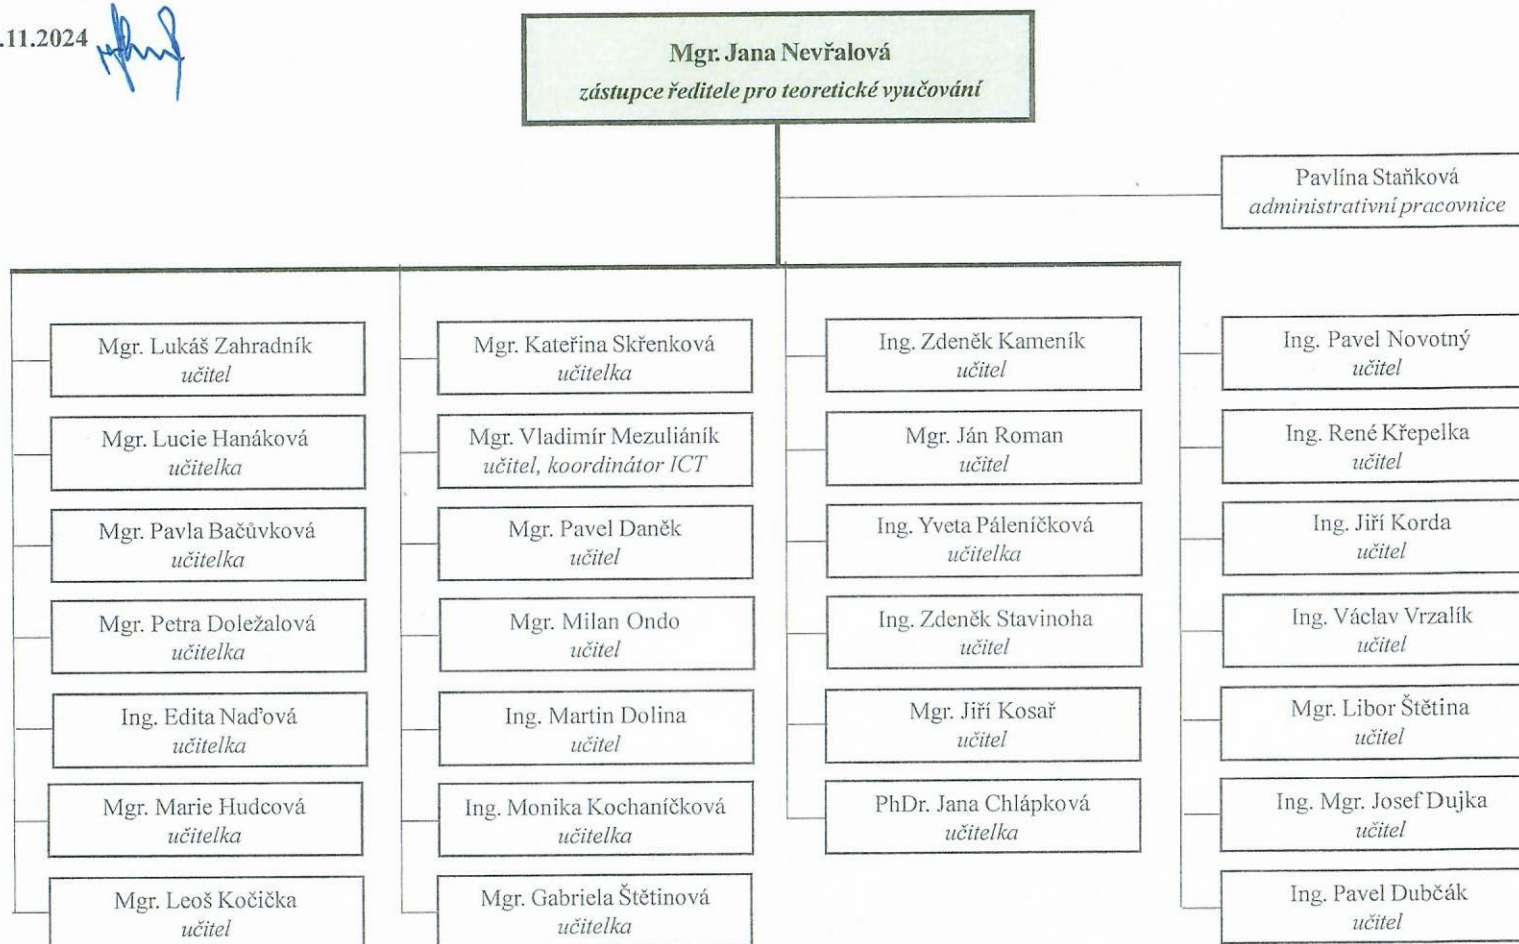 .11.2024
Mgr. Jana Nevřalová
zástupce ředitele pro teoretické vyučování
Pavlína Staňková
administrativní pracovnice
Mgr. Lukáš Zahradník
učitel
Mgr. Lucie Hanáková
učitelka
Mgr. Pavla Bačůvková
učitelka
Mgr. Petra Doležalová
učitelka
Ing. Edita Naďová
učitelka
Mgr. Marie Hudcová
učitelka
Mgr. Leoš Kočička
učitel
Mgr. Kateřina Skřenková
učitelka
Mgr. Vladimír Mezuliáník
učitel, koordinátor ICT
Mgr. Pavel Daněk
učitel
Mgr. Milan Ondo
učitel
Ing. Martin Dolina
učitel
Ing. Monika Kochaníčková
učitelka
Mgr. Gabriela Štětinová
učitelka
Ing. Zdeněk Kameník
učitel
Mgr. Ján Roman
učitel
Ing. Yveta Páleníčková
učitelka
Ing. Zdeněk Stavinoha
učitel
Mgr. Jiří Kosař
učitel
PhDr. Jana Chlápková
učitelka
Ing. Pavel Novotný
učitel
Ing. René Křepelka
učitel
Ing. Jiří Korda
učitel
Ing. Václav Vrzalík
učitel
Mgr. Libor Štětina
učitel
Ing. Mgr. Josef Dujka
učitel
Ing. Pavel Dubčák
učitel